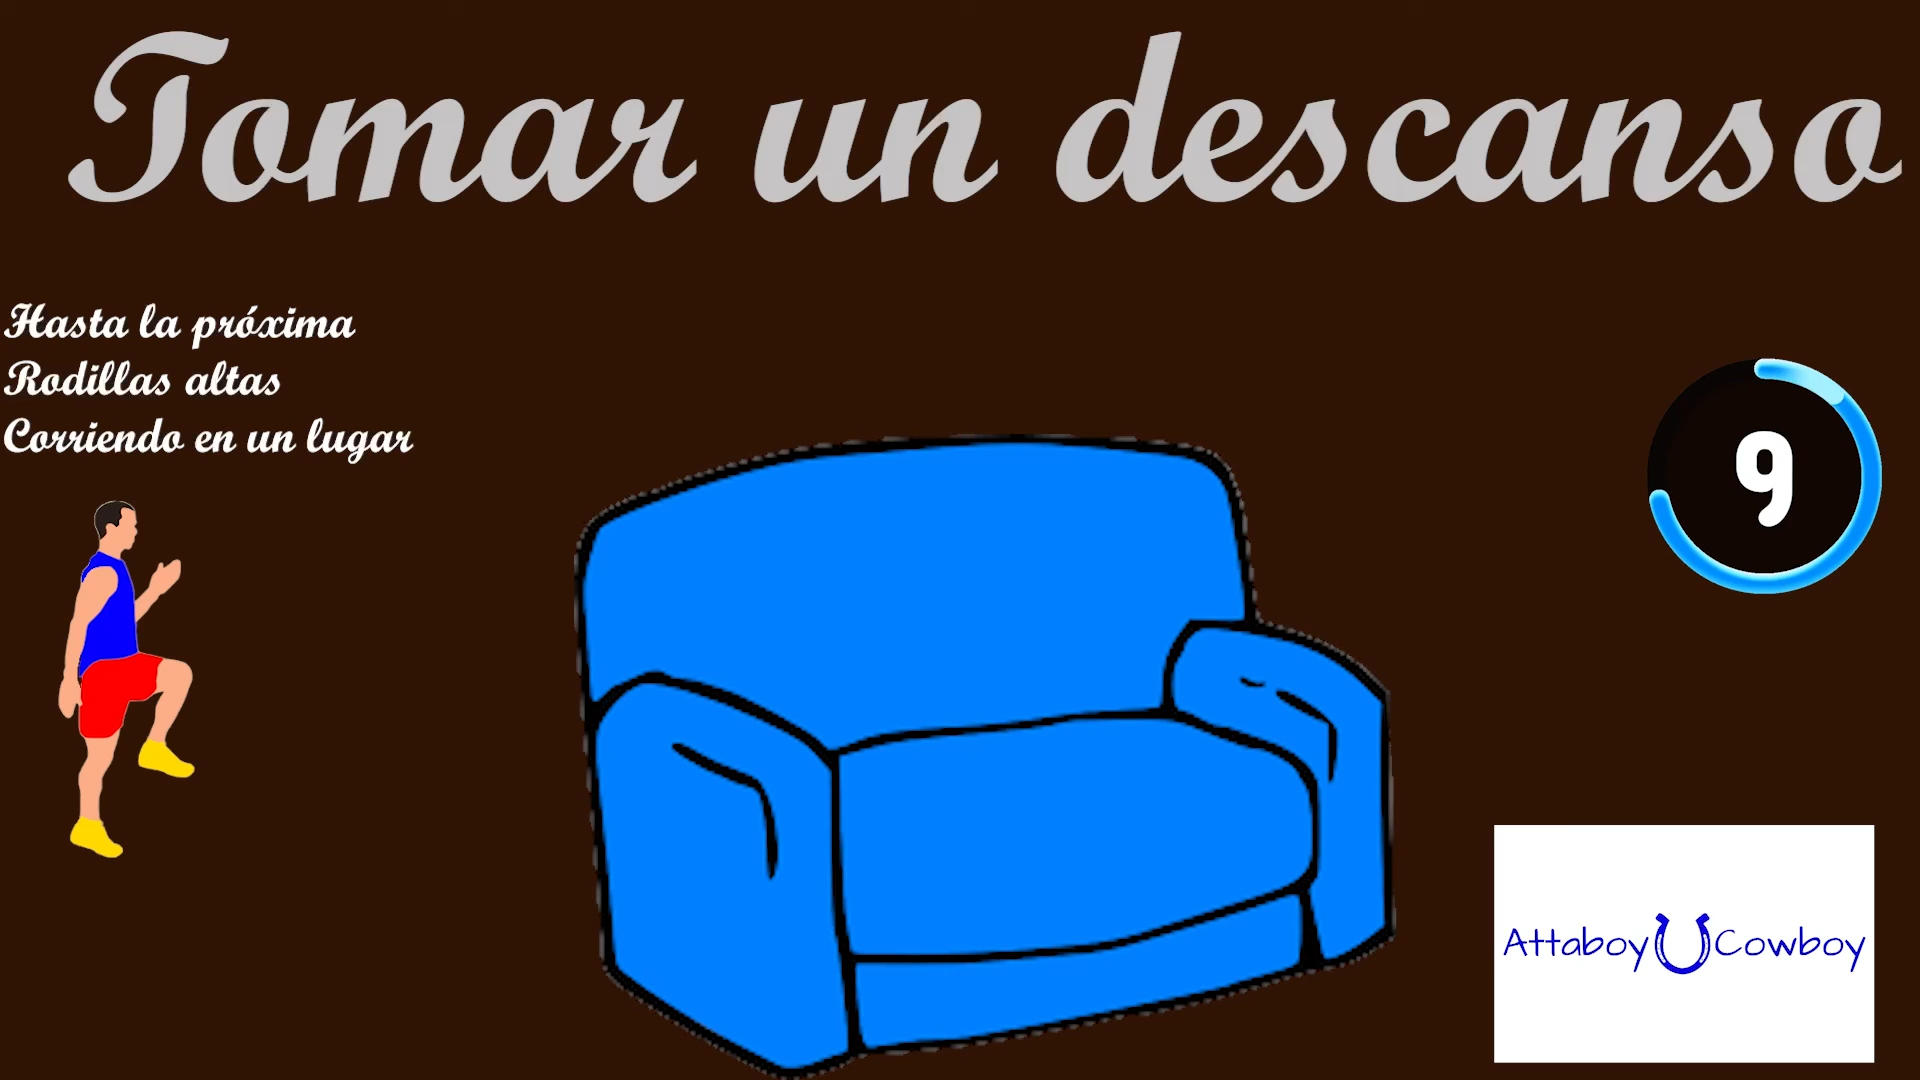 Tomar un descanso
Hasta la próxima
Rodillas altas
Corriendo en un lugar
9
Attaboy Cowboy